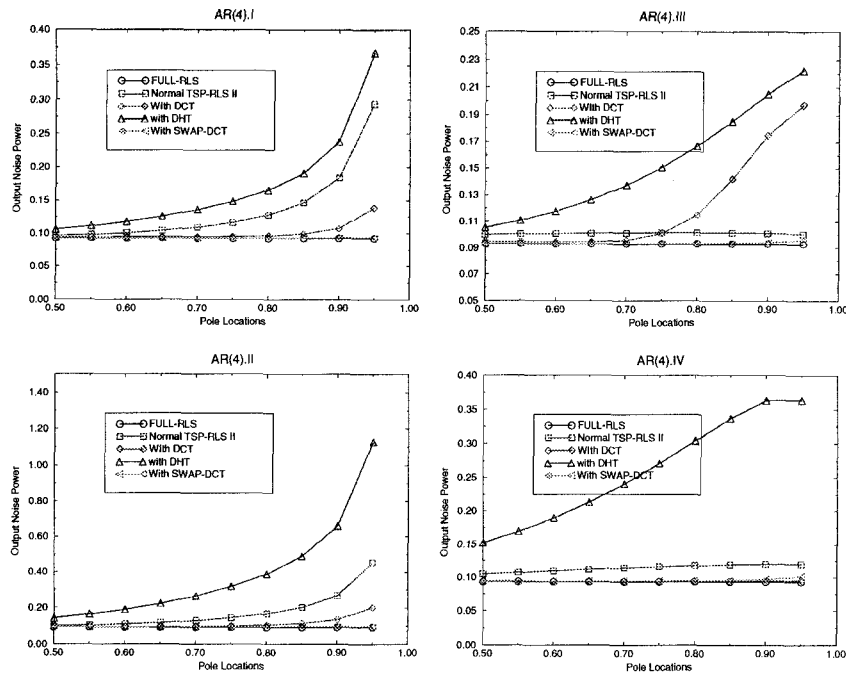 AR(4).I
0.40
0.35
0.30
0.25
0.20
0.15
0.10
0.05
0.00
Output Noise Power
FULL-RLS
Normal TSP-RLS II
With DCT
with DHT
With SWAP-DCT
0.50
0.60
0.70
0.80
0.90
1.00
Pole Locations
AR(4).III
0.25
0.23
0.21
0.19
0.17
0.15
0.13
0.11
0.09
0.07
0.05
Output Noise Power
FULL-RLS
Normal TSP-RLS II
With DCT
with DHT
With SWAP-DCT
0.50
0.60
0.70
0.80
0.90
1.00
Pole Locations
AR(4).II
1.40
1.20
1.00
0.80
0.60
0.40
0.20
0.00
Output Noise Power
FULL-RLS
Normal TSP-RLS II
With DCT
with DHT
With SWAP-DCT
0.50
0.60
0.70
0.80
0.90
1.00
Pole Locations
AR(4).IV
0.40
0.35
0.30
0.25
0.20
0.15
0.10
0.05
0.00
Output Noise Power
FULL-RLS
Normal TSP-RLS II
With DCT
with DHT
With SWAP-DCT
0.50
0.60
0.70
0.80
0.90
1.00
Pole Locations